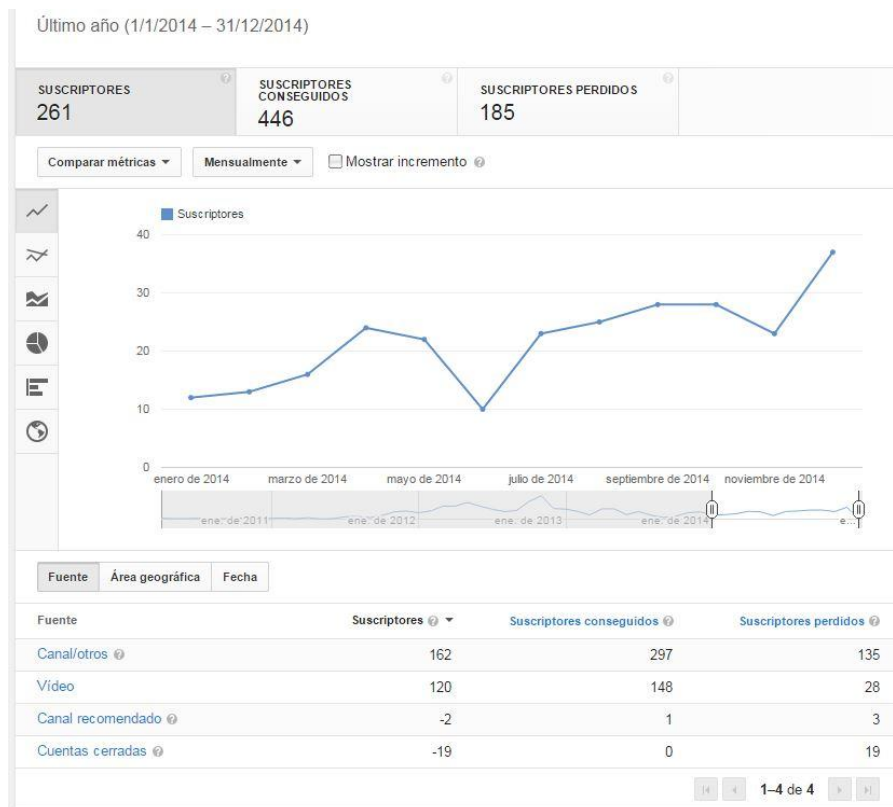 Último año (1/1/2014 – 31/12/2014)
SUSCRIPTORES
261
SUSCRIPTORES
CONSEGUIDOS
446
SUSCRIPTORES PERDIDOS
185
Comparar métricas
Mensualmente
Mostrar incremento
Suscriptores
40
30
20
10
0
enero de 2014 marzo de 2014 mayo de 2014 julio de 2014 septiembre de 2014 noviembre de 2014
ene. de 2011 ene. de 2012 ene. de 2013 ene. de 2014 e...
Fuente Área geográfica Fecha
Fuente Suscriptores Suscriptores conseguidos Suscriptores perdidos
Canal/otros 162 297 135
Vídeo 120 148 28
Canal recomendado -2 1 3
Cuentas cerradas -19 0 19
1–4 de 4